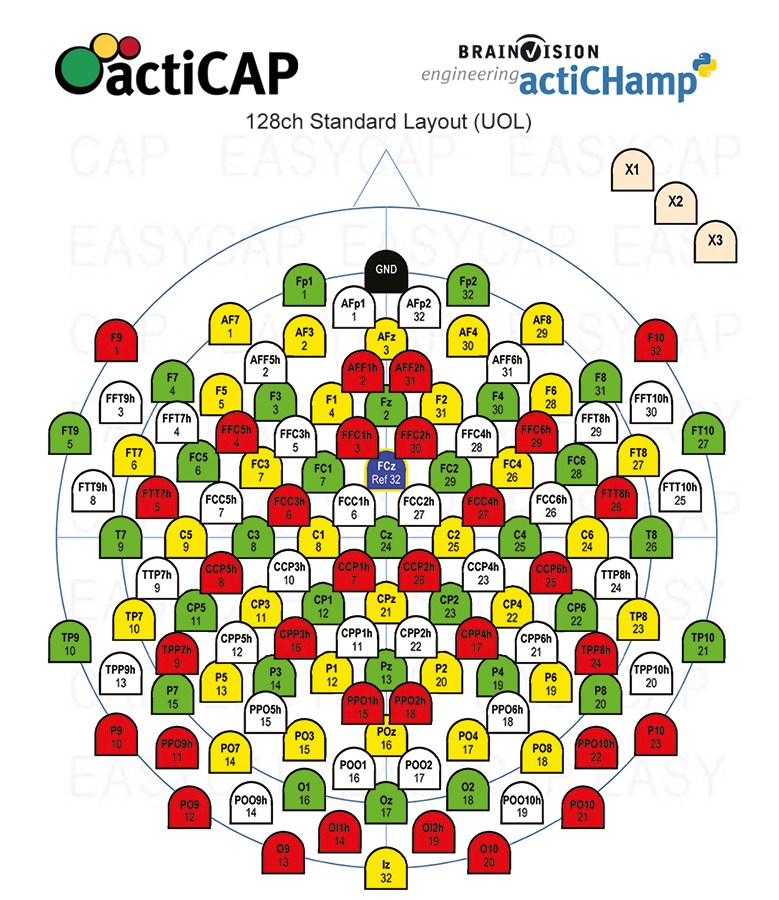 actiCAP
BRAINVISION
engineering actiCHamp
128ch Standard Layout (UOL)
CAP EASYCAP EASYCAP
X1
X2
EASYCAP EASYCAP
X3
GND
Fp1
1
Fp2
32
AFp1
1
AFp2
32
AF7
1
AF3
2
AFz
3
AF4
30
AF8
29
F9
1
F10
32
AFF5h
2
AFF1h
2
AFF2h
31
AFF6h
31
F7
4
F5
5
F3
3
F1
4
Fz
2
F2
31
F4
30
F6
28
F8
31
FFT9h
3
FFT10h
30
FFT7h
4
FFC5h
4
FFC3h
5
FFC1h
3
FFC2h
30
FFC4h
28
FFC6h
29
FFT8h
29
FT9
5
FT10
27
FT7
6
FC5
6
FC3
7
FC1
7
FCz
Ref 32
FC2
29
FC4
26
FC6
28
FT8
27
FTT9h
8
FTT7h
5
FCC5h
7
FCC3h
6
FCC1h
6
FCC2h
27
FCC4h
27
FCC6h
26
FTT8h
28
FTT10h
25
T7
9
C5
9
C3
8
C1
8
Cz
24
C2
25
C4
25
C6
24
T8
26
TTP7h
9
CCP5h
8
CCP3h
10
CCP1h
7
CCP2h
26
CCP4h
23
CCP6h
25
TTP8h
24
TP7
10
CP5
11
CP3
11
CP1
12
CPz
21
CP2
23
CP4
22
CP6
22
TP8
23
TP9
10
TP10
21
TPP7h
9
CPP5h
12
CPP3h
16
CPP1h
11
CPP2h
22
CPP4h
17
CPP6h
21
TPP8h
24
TPP9h
13
TPP10h
20
P7
15
P5
13
P3
14
P1
12
Pz
13
P2
20
P4
19
P6
19
P8
20
PPO5h
15
PPO1h
15
PPO2h
18
PPO6h
18
P9
10
P10
23
PPO9h
11
PO7
14
PO3
15
POz
16
PO4
17
PO8
18
PPO10h
22
POO1
16
POO2
17
PO9
12
POO9h
14
O1
16
Oz
17
O2
18
POO10h
19
PO10
21
OI1h
14
OI2h
19
O9
13
O10
20
Iz
32